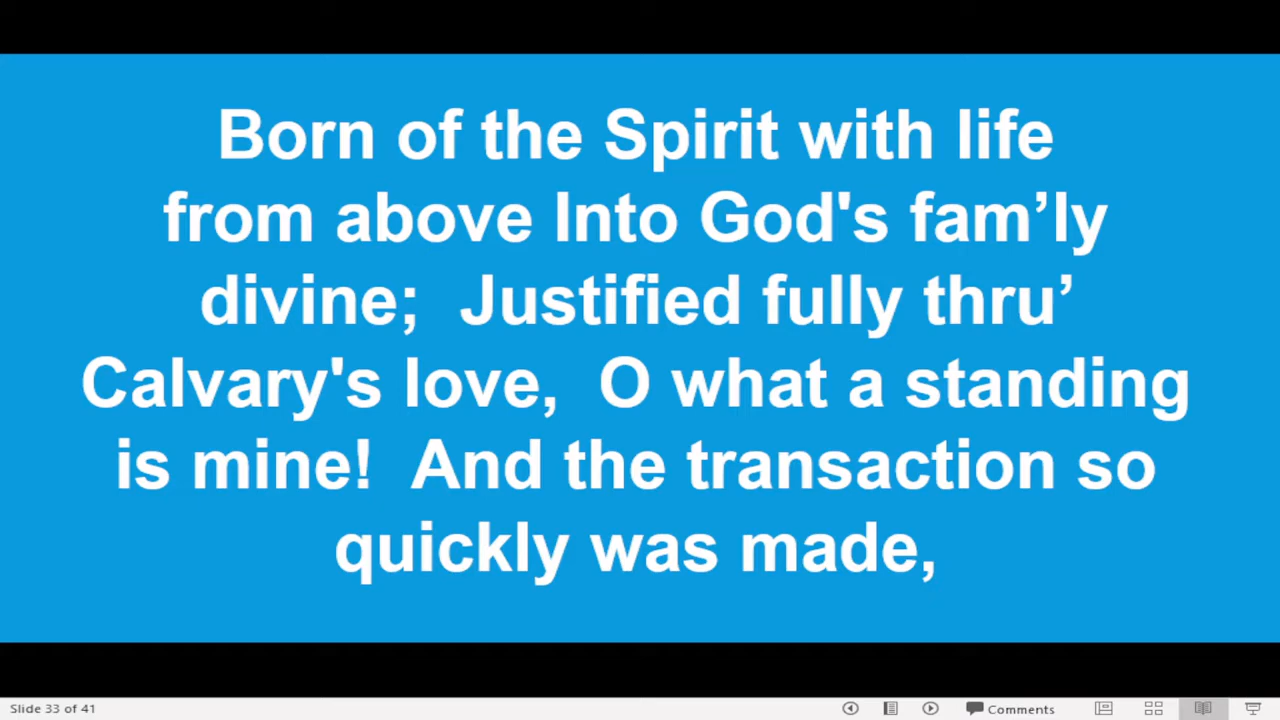 Born of the Spirit with life
from above Into God's fam’ly
divine;  Justified fully thru’
Calvary's love,  O what a standing
is mine!  And the transaction so
quickly was made,
Slide 33 of 41
Comments